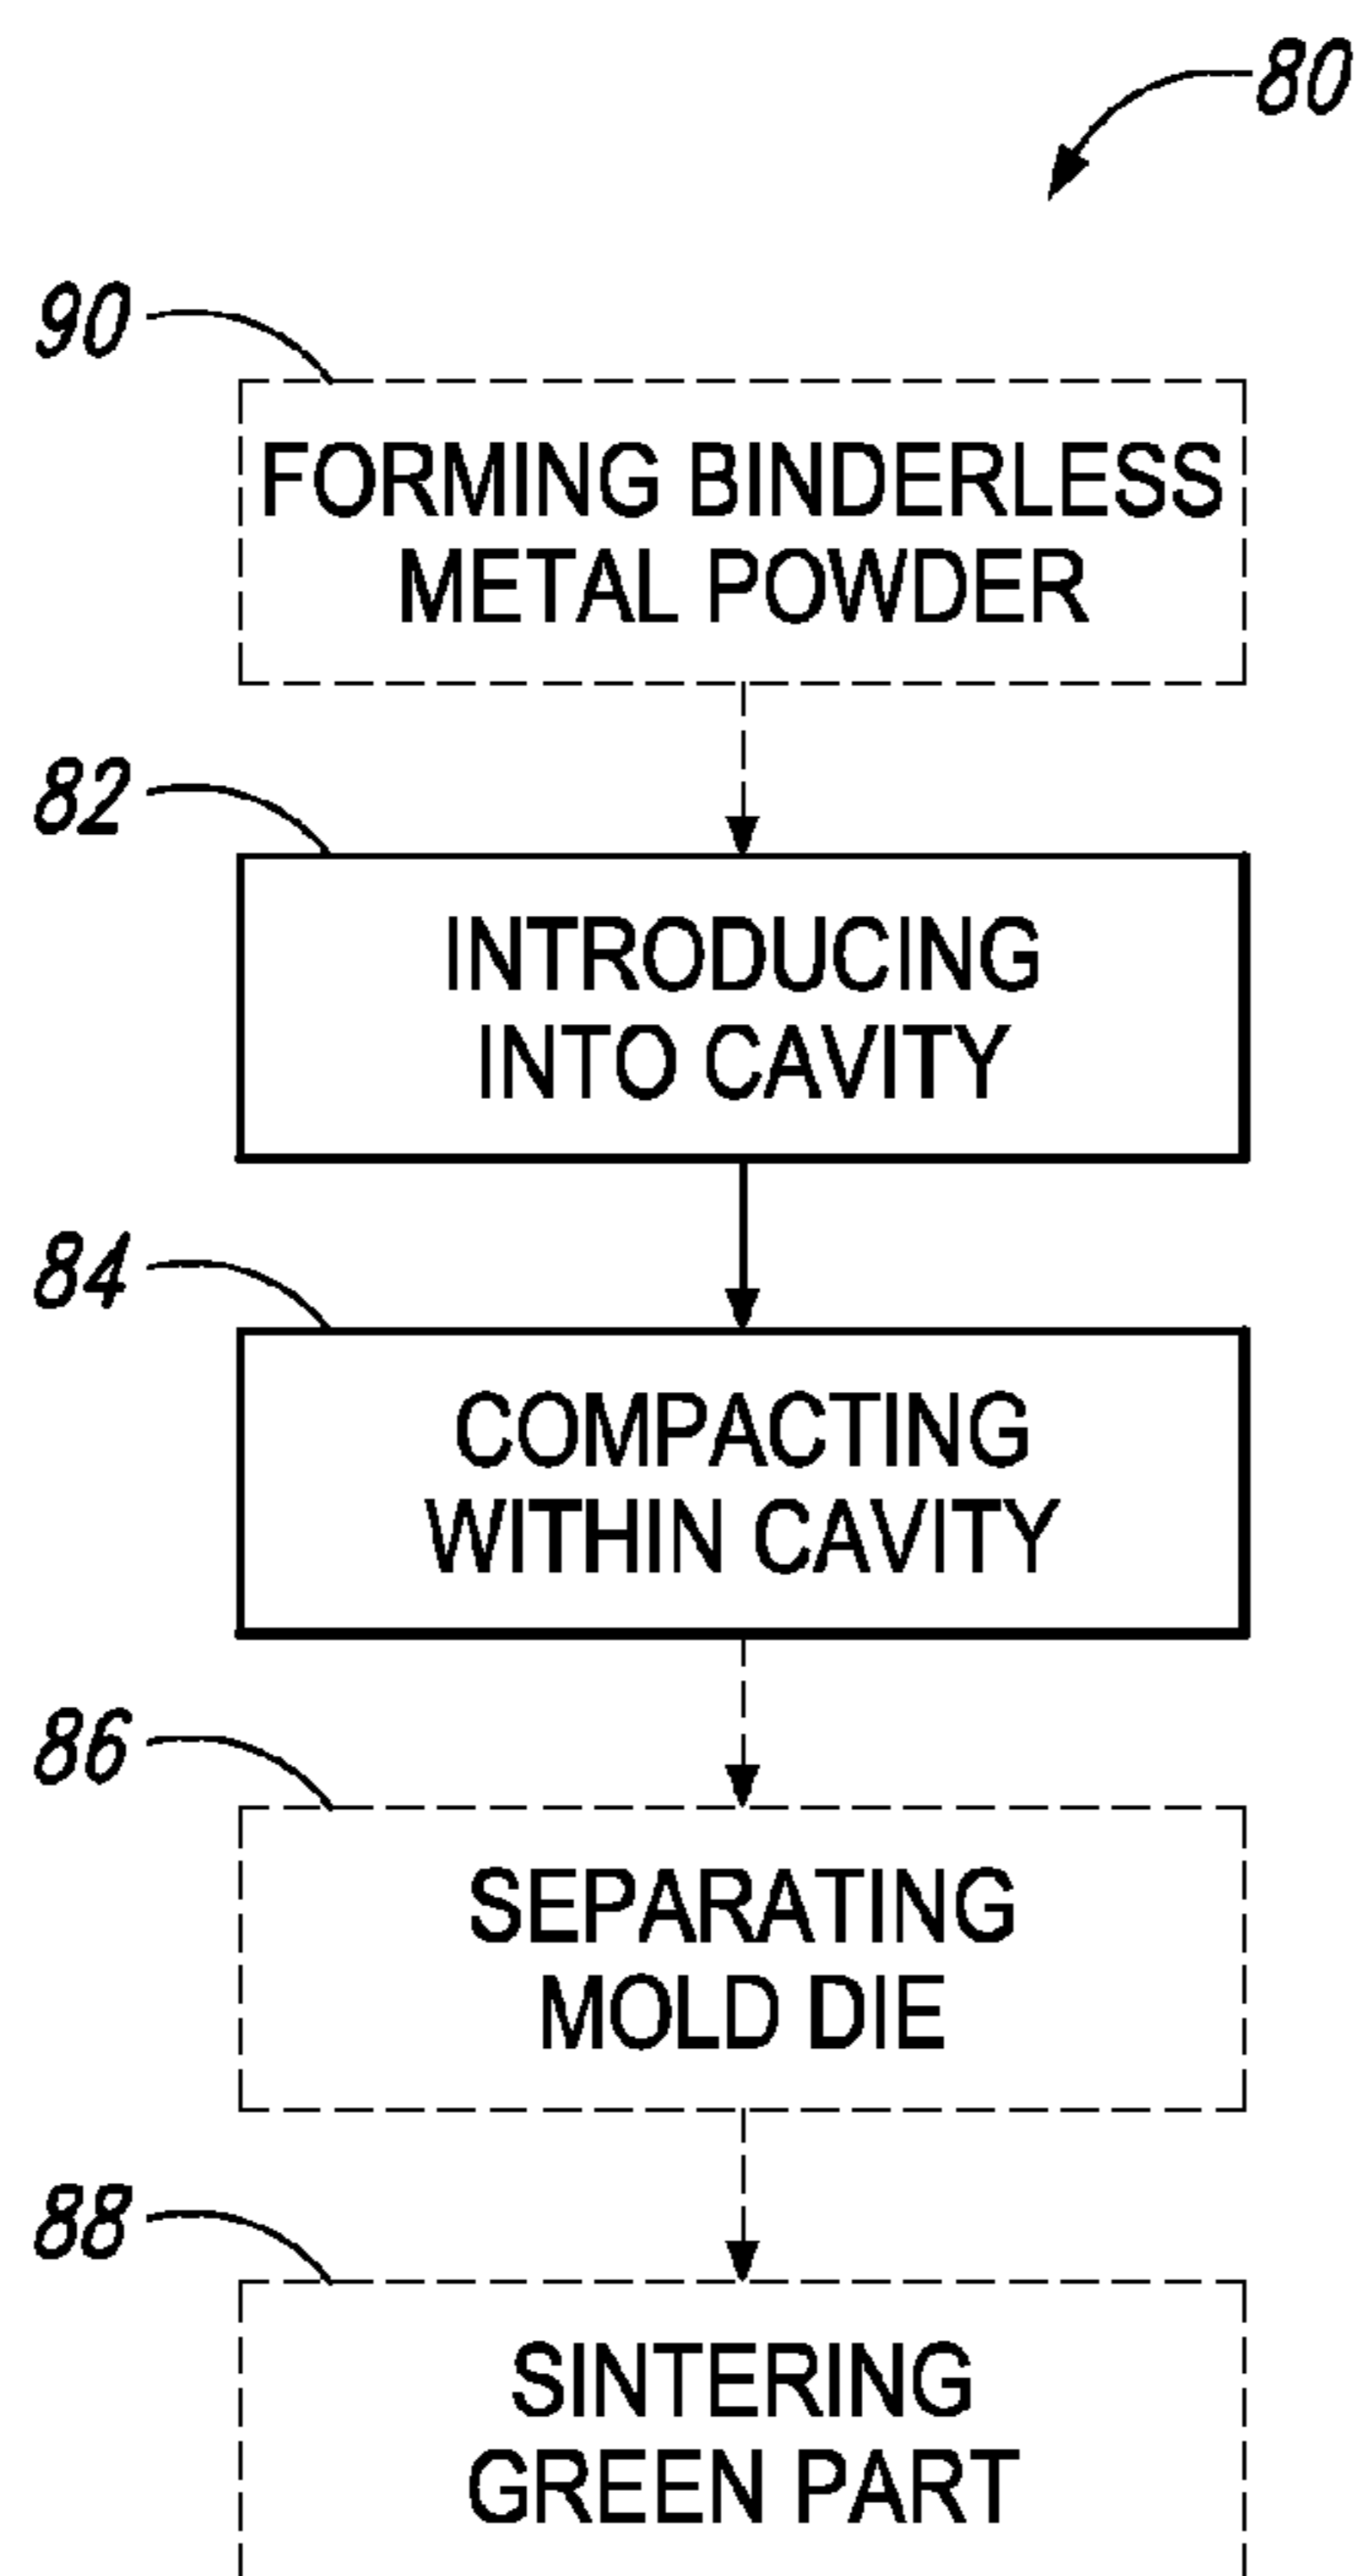 80
90
FORMING BINDERLESS
METAL POWDER
82
INTRODUCING
INTO CAVITY
84
COMPACTING
WITHIN CAVITY
86
SEPARATING
MOLD DIE
88
SINTERING
GREEN PART